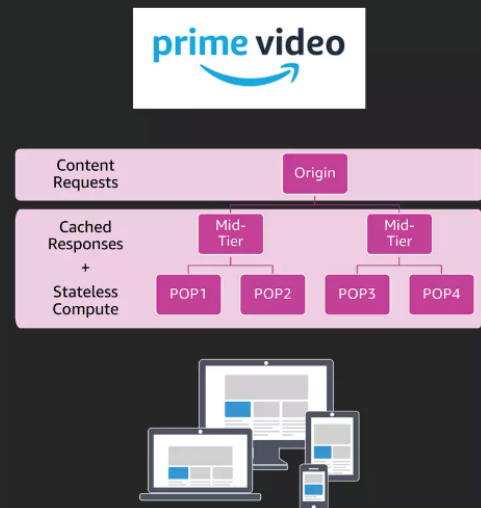 prime video
Content
Requests
Origin
Cached
Responses
+
Stateless
Compute
Mid-
Tier
Mid-
Tier
POP1
POP2
POP3
POP4